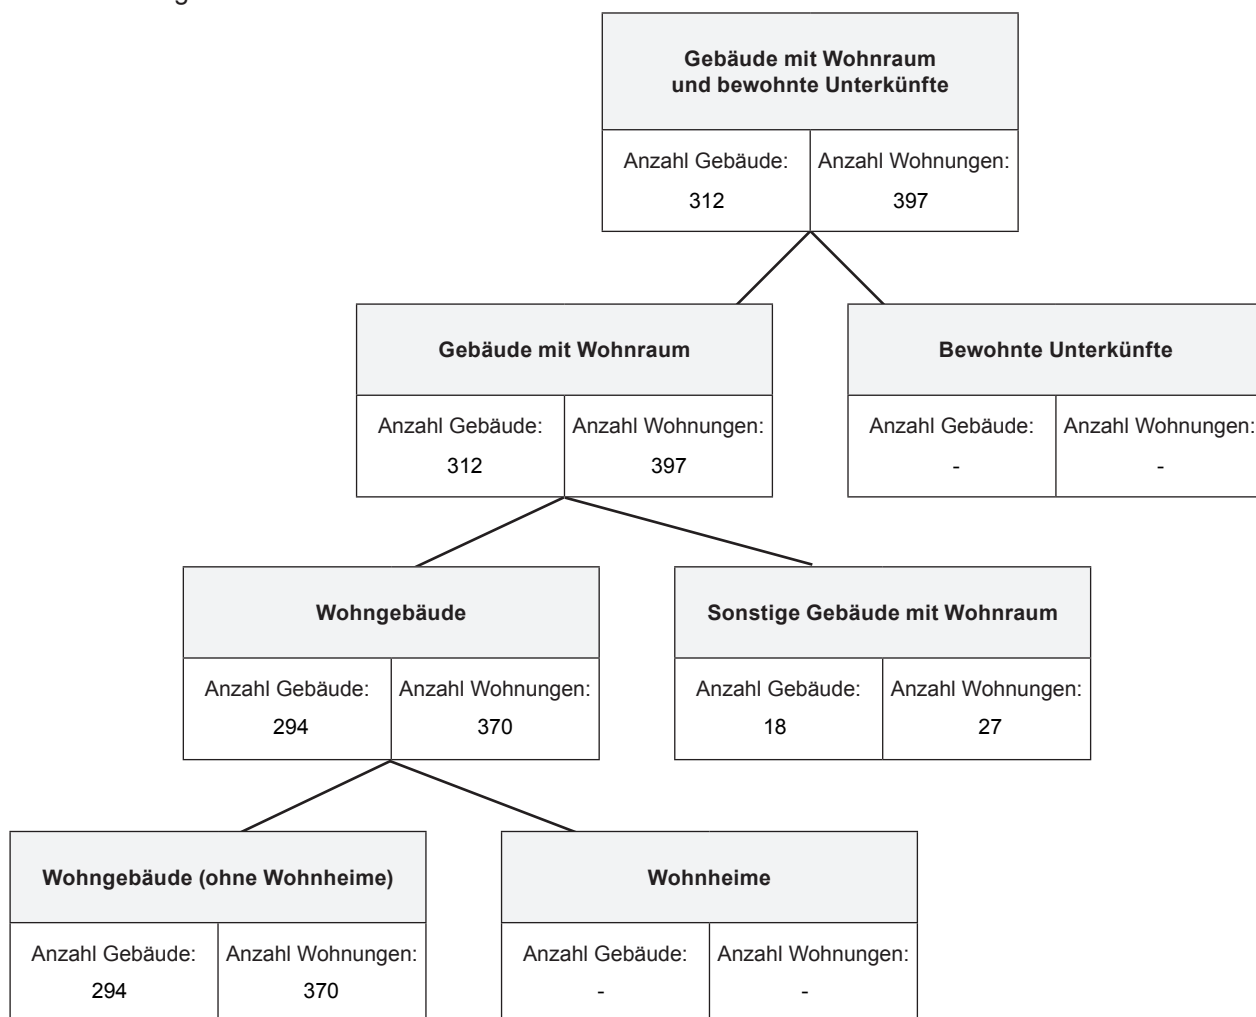 Gebäude mit Wohnraum
und bewohnte Unterkünfte
Anzahl Gebäude: Anzahl Wohnungen:
312 397
Gebäude mit Wohnraum
Anzahl Gebäude: Anzahl Wohnungen:
312 397
Bewohnte Unterkünfte
Anzahl Gebäude: Anzahl Wohnungen:
- -
Wohngebäude
Anzahl Gebäude: Anzahl Wohnungen:
294 370
Sonstige Gebäude mit Wohnraum
Anzahl Gebäude: Anzahl Wohnungen:
18 27
Wohngebäude (ohne Wohnheime)
Anzahl Gebäude: Anzahl Wohnungen:
294 370
Wohnheime
Anzahl Gebäude: Anzahl Wohnungen:
- -